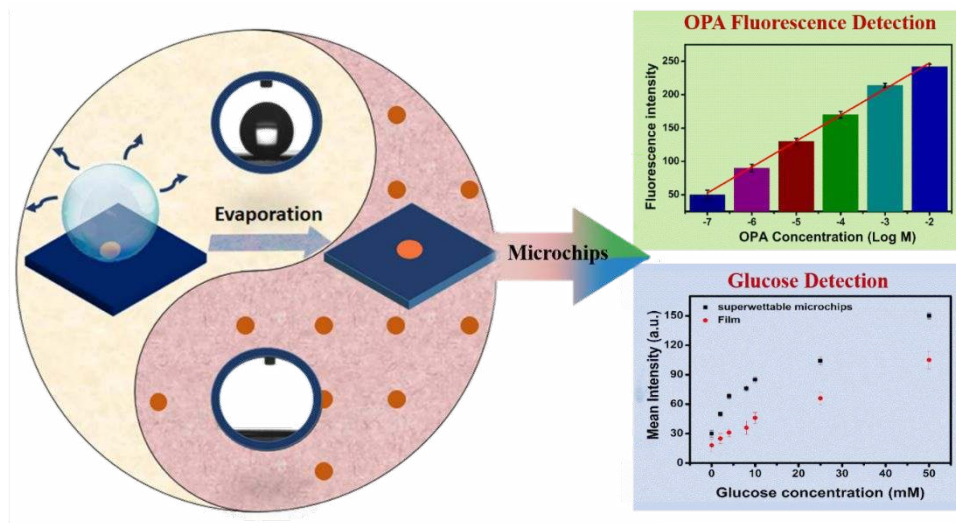 Evaporation
Microchips
OPA Fluorescence Detection
Fluorescence intensity
250
200
150
100
50
-7 -6 -5 -4 -3 -2
OPA Concentration (Log M)
Glucose Detection
superwettable microchips
Film
Mean Intensity (a.u.)
150
120
90
60
30
0
0 10 20 30 40 50
Glucose concentration (mM)